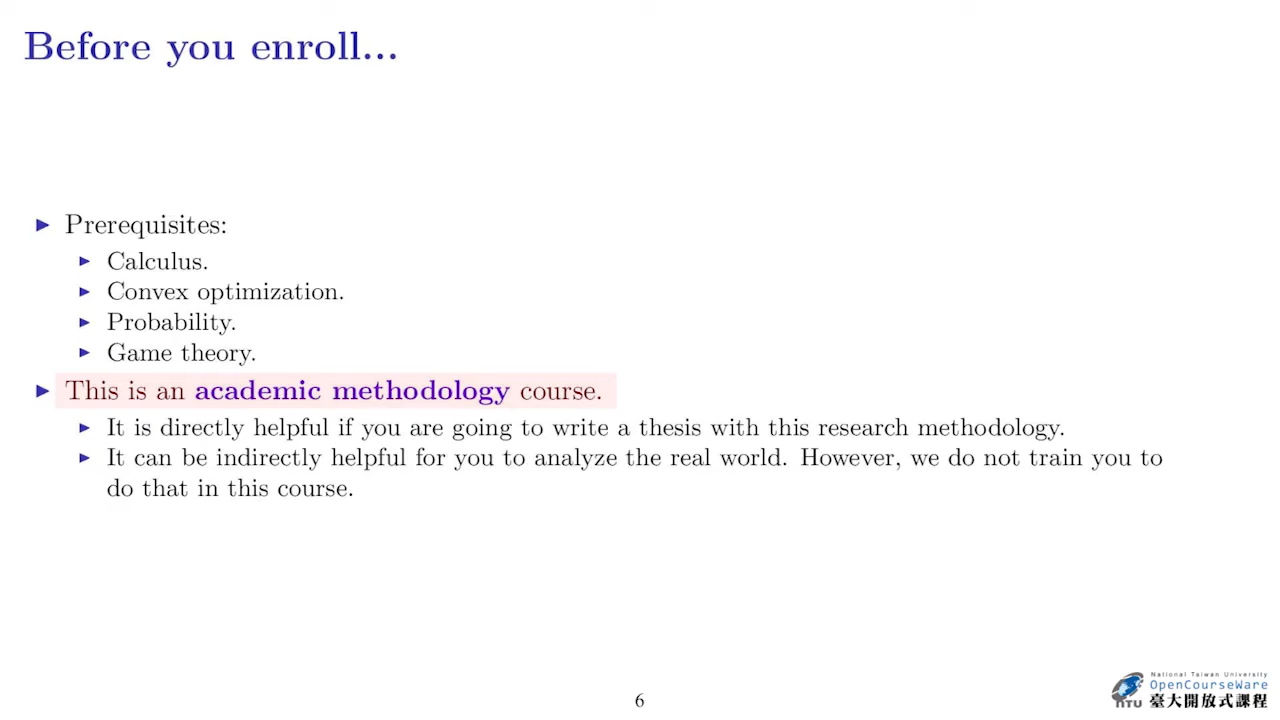 Before you enroll...
Prerequisites:
Calculus.
Convex optimization.
Probability.
Game theory.
This is an academic methodology course.
It is directly helpful if you are going to write a thesis with this research methodology.
It can be indirectly helpful for you to analyze the real world. However, we do not train you to
do that in this course.
6
National Taiwan University
OpenCourseWare
NTU 臺大開放式課程